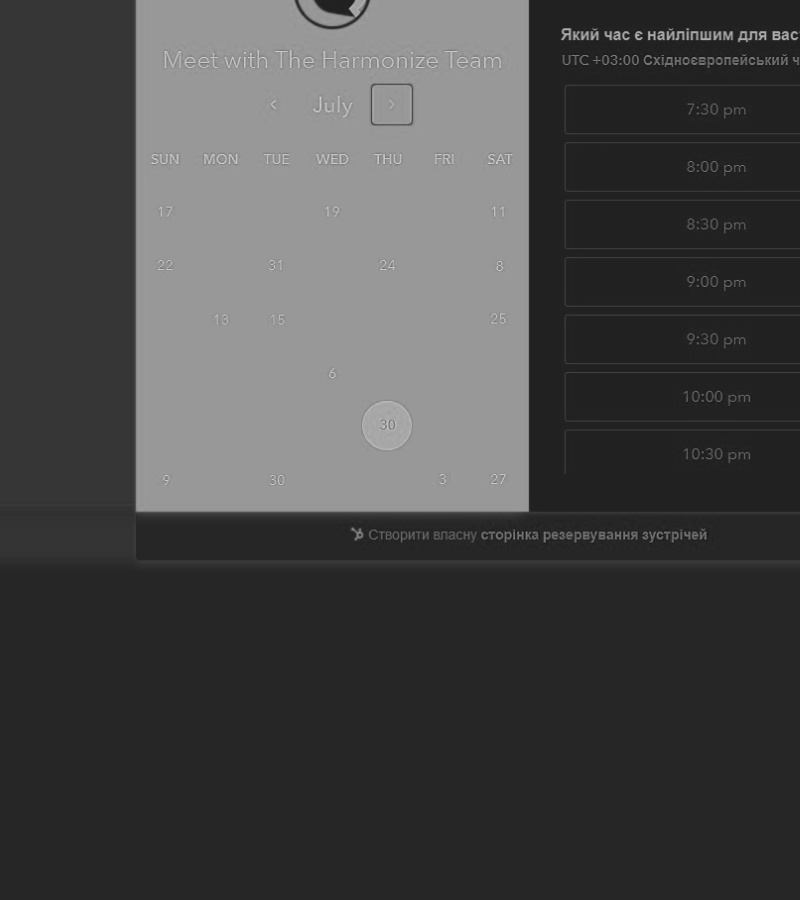 Meet with The Harmonize Team
July
SUN MON TUE WED THU FRI SAT
17 19 11
22 31 24 8
13 15 25
6
30
9 30 3 27
Який час є найліпшим для вас
UTC +03:00 Східноєвропейський ч
7:30 pm
8:00 pm
8:30 pm
9:00 pm
9:30 pm
10:00 pm
10:30 pm
Створити власну сторінка резервування зустрічей